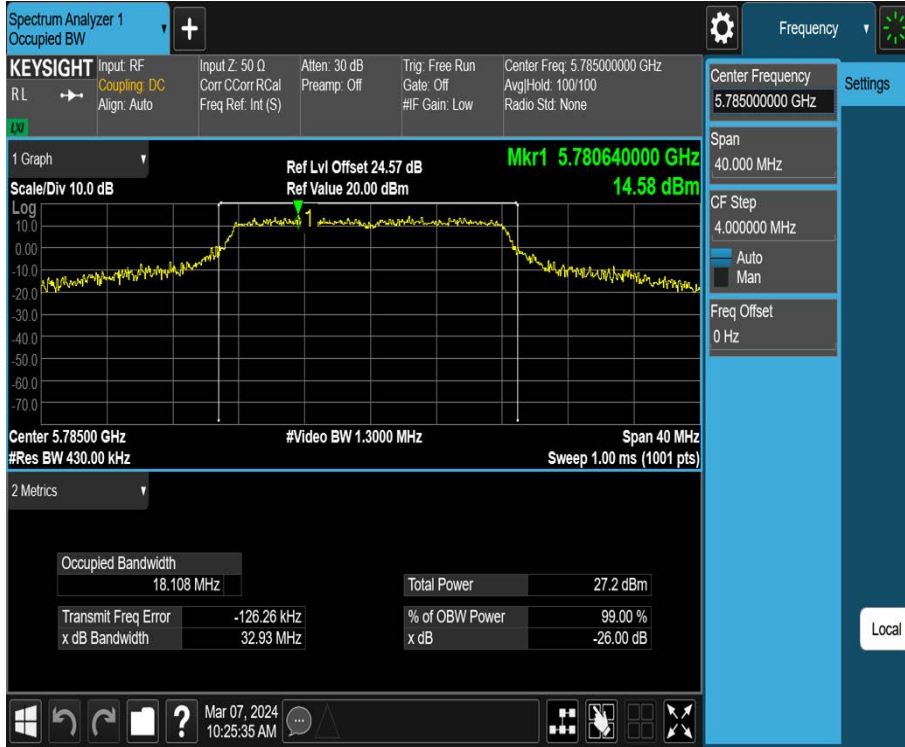 Spectrum Analyzer 1
Occupied BW
+
Frequency
KEYSIGHT
RL
LXI
Input: RF
Coupling: DC
Align: Auto
Input Z: 50 Ω
Corr CCorr RCal
Freq Ref: Int (S)
Atten: 30 dB
Preamp: Off
Trig: Free Run
Gate: Off
#IF Gain: Low
Center Freq: 5.785000000 GHz
Avg|Hold: 100/100
Radio Std: None
Center Frequency
5.785000000 GHz
Settings
Span
40.000 MHz
CF Step
4.000000 MHz
Auto
Man
Freq Offset
0 Hz
Local
1 Graph
Scale/Div 10.0 dB
Ref Lvl Offset 24.57 dB
Ref Value 20.00 dBm
Mkr1 5.780640000 GHz
14.58 dBm
Log
10.0
0.00
-10.0
-20.0
-30.0
-40.0
-50.0
-60.0
-70.0
1
Center 5.78500 GHz
#Res BW 430.00 kHz
#Video BW 1.3000 MHz
Span 40 MHz
Sweep 1.00 ms (1001 pts)
2 Metrics
Occupied Bandwidth
18.108 MHz
Total Power 27.2 dBm
Transmit Freq Error -126.26 kHz
% of OBW Power 99.00 %
x dB Bandwidth 32.93 MHz
x dB -26.00 dB
?
Mar 07, 2024
10:25:35 AM